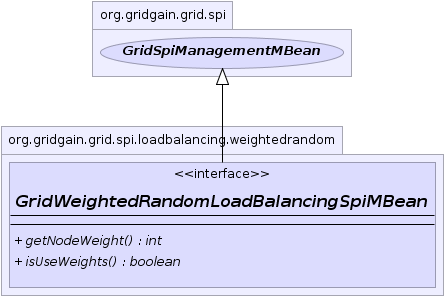 org.gridgain.grid.spi
GridSpiManagementMBean
org.gridgain.grid.spi.loadbalancing.weightedrandom
<<interface>>
GridWeightedRandomLoadBalancingSpiMBean
+ getNodeWeight() : int
+ isUseWeights() : boolean